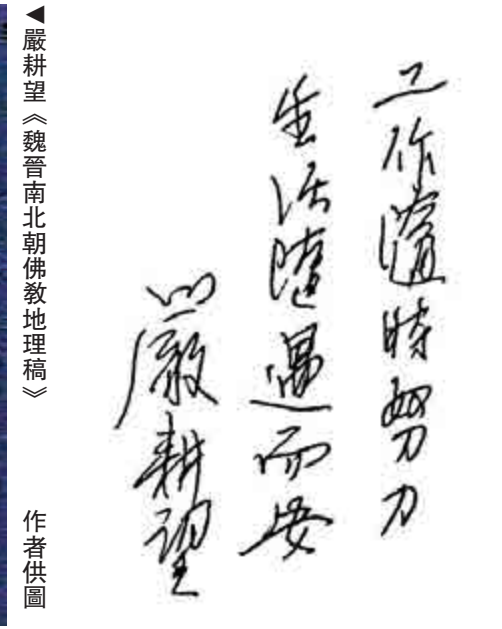 工作隨時努力
生活隨遇而安
嚴耕望
◀嚴耕望《魏晉南北朝佛教地理稿》 作者供圖